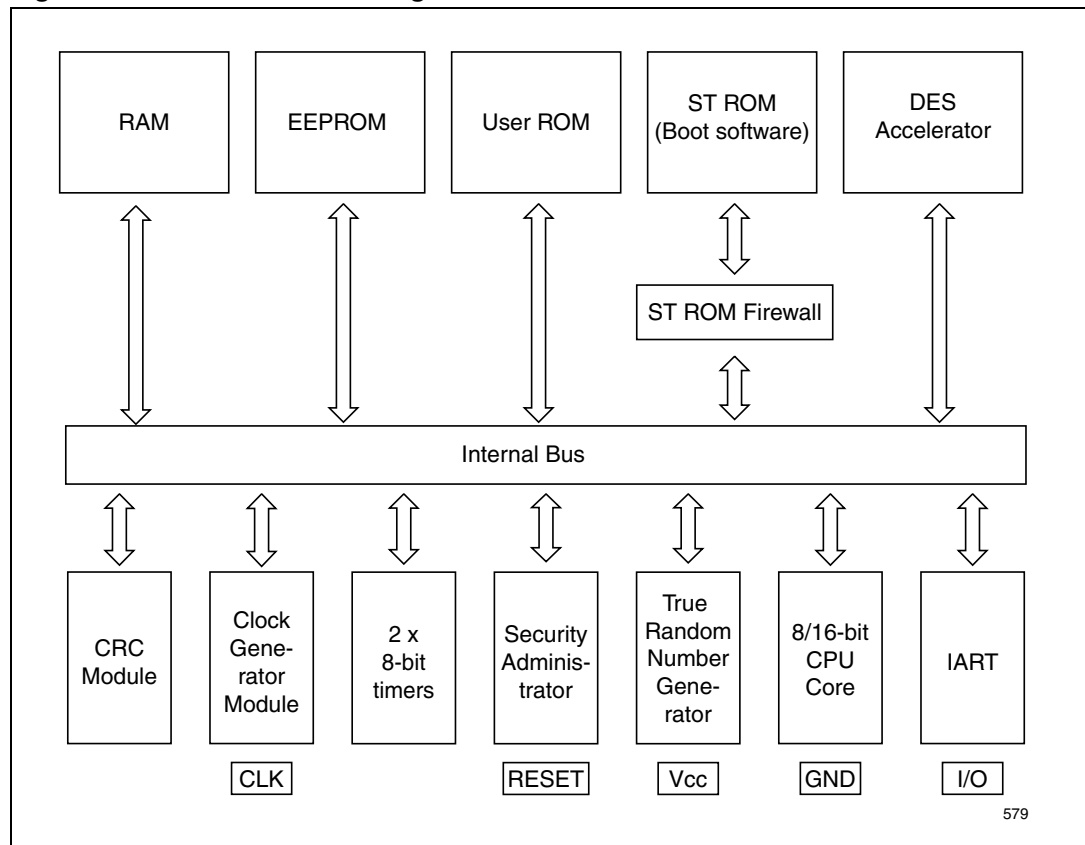 RAM
EEPROM
User ROM
ST ROM
(Boot software)
DES
Accelerator
ST ROM Firewall
Internal Bus
CRC
Module
Clock
Gene-
rator
Module
2 x
8-bit
timers
Security
Adminis-
trator
True
Random
Number
Gene-
rator
8/16-bit
CPU
Core
IART
CLK
RESET
Vcc
GND
I/O
579